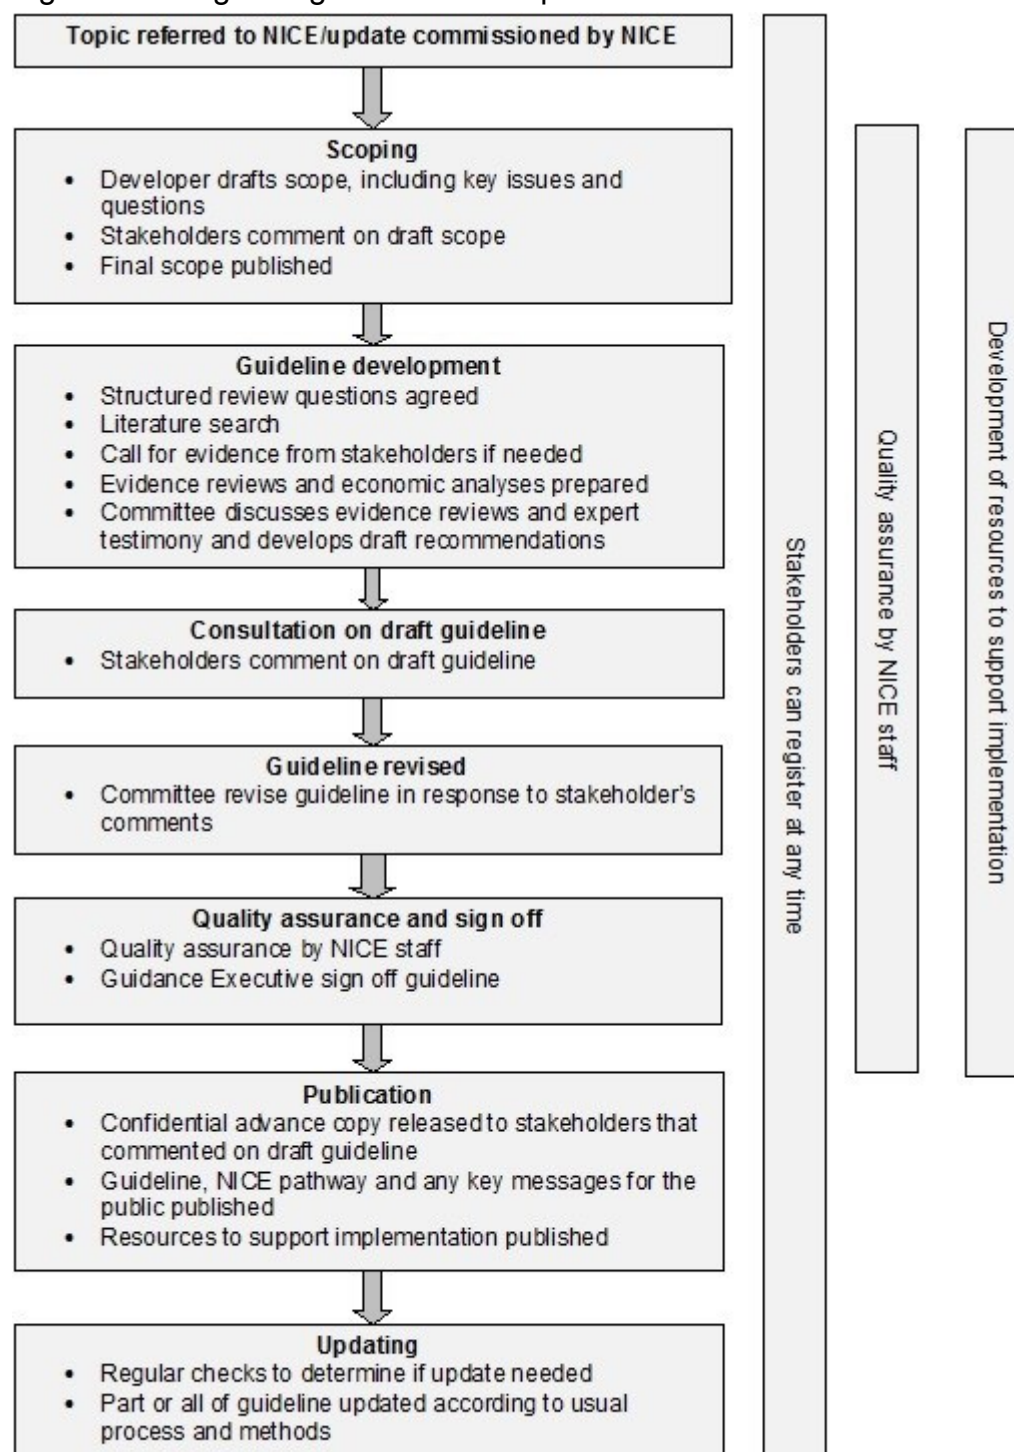 Topic referred to NICE/update commissioned by NICE
Scoping
• Developer drafts scope, including key issues and
questions
• Stakeholders comment on draft scope
• Final scope published
Guideline development
• Structured review questions agreed
• Literature search
• Call for evidence from stakeholders if needed
• Evidence reviews and economic analyses prepared
• Committee discusses evidence reviews and expert
testimony and develops draft recommendations
Consultation on draft guideline
• Stakeholders comment on draft guideline
Guideline revised
• Committee revise guideline in response to stakeholder's
comments
Quality assurance and sign off
• Quality assurance by NICE staff
• Guidance Executive sign off guideline
Publication
• Confidential advance copy released to stakeholders that
commented on draft guideline
• Guideline, NICE pathway and any key messages for the
public published
• Resources to support implementation published
Updating
• Regular checks to determine if update needed
• Part or all of guideline updated according to usual
process and methods
Stakeholders can register at any time
Quality assurance by NICE staff
Development of resources to support implementation